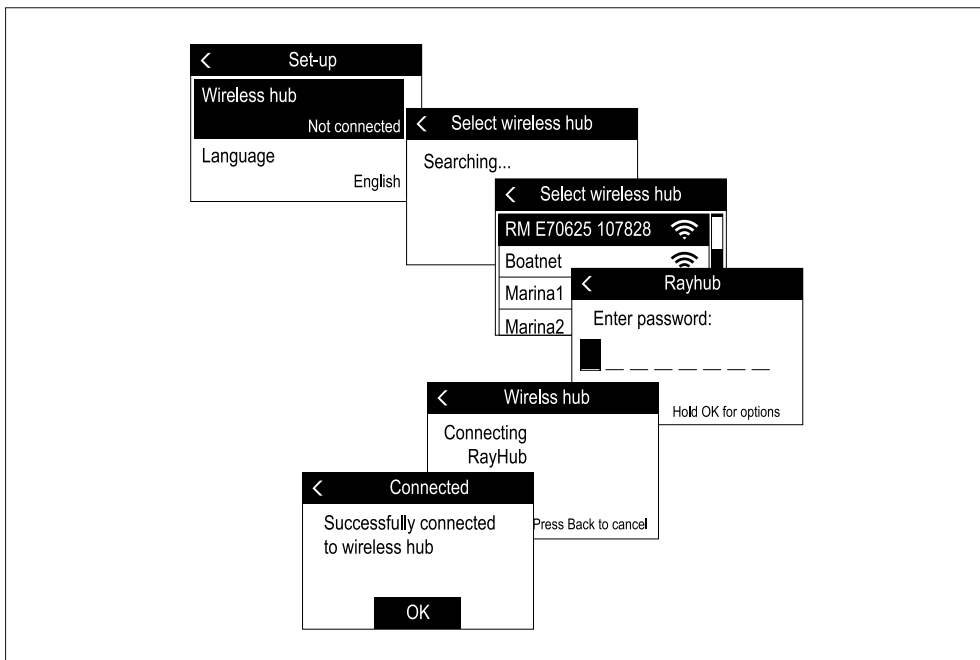 Set-up
Wireless hub
Not connected
Language
English
Select wireless hub
Searching...
Select wireless hub
RM E70625 107828
Boatnet
Marina1
Marina2
Rayhub
Enter password:
Hold OK for options
Wirelss hub
Connecting
RayHub
Press Back to cancel
Connected
Successfully connected
to wireless hub
OK